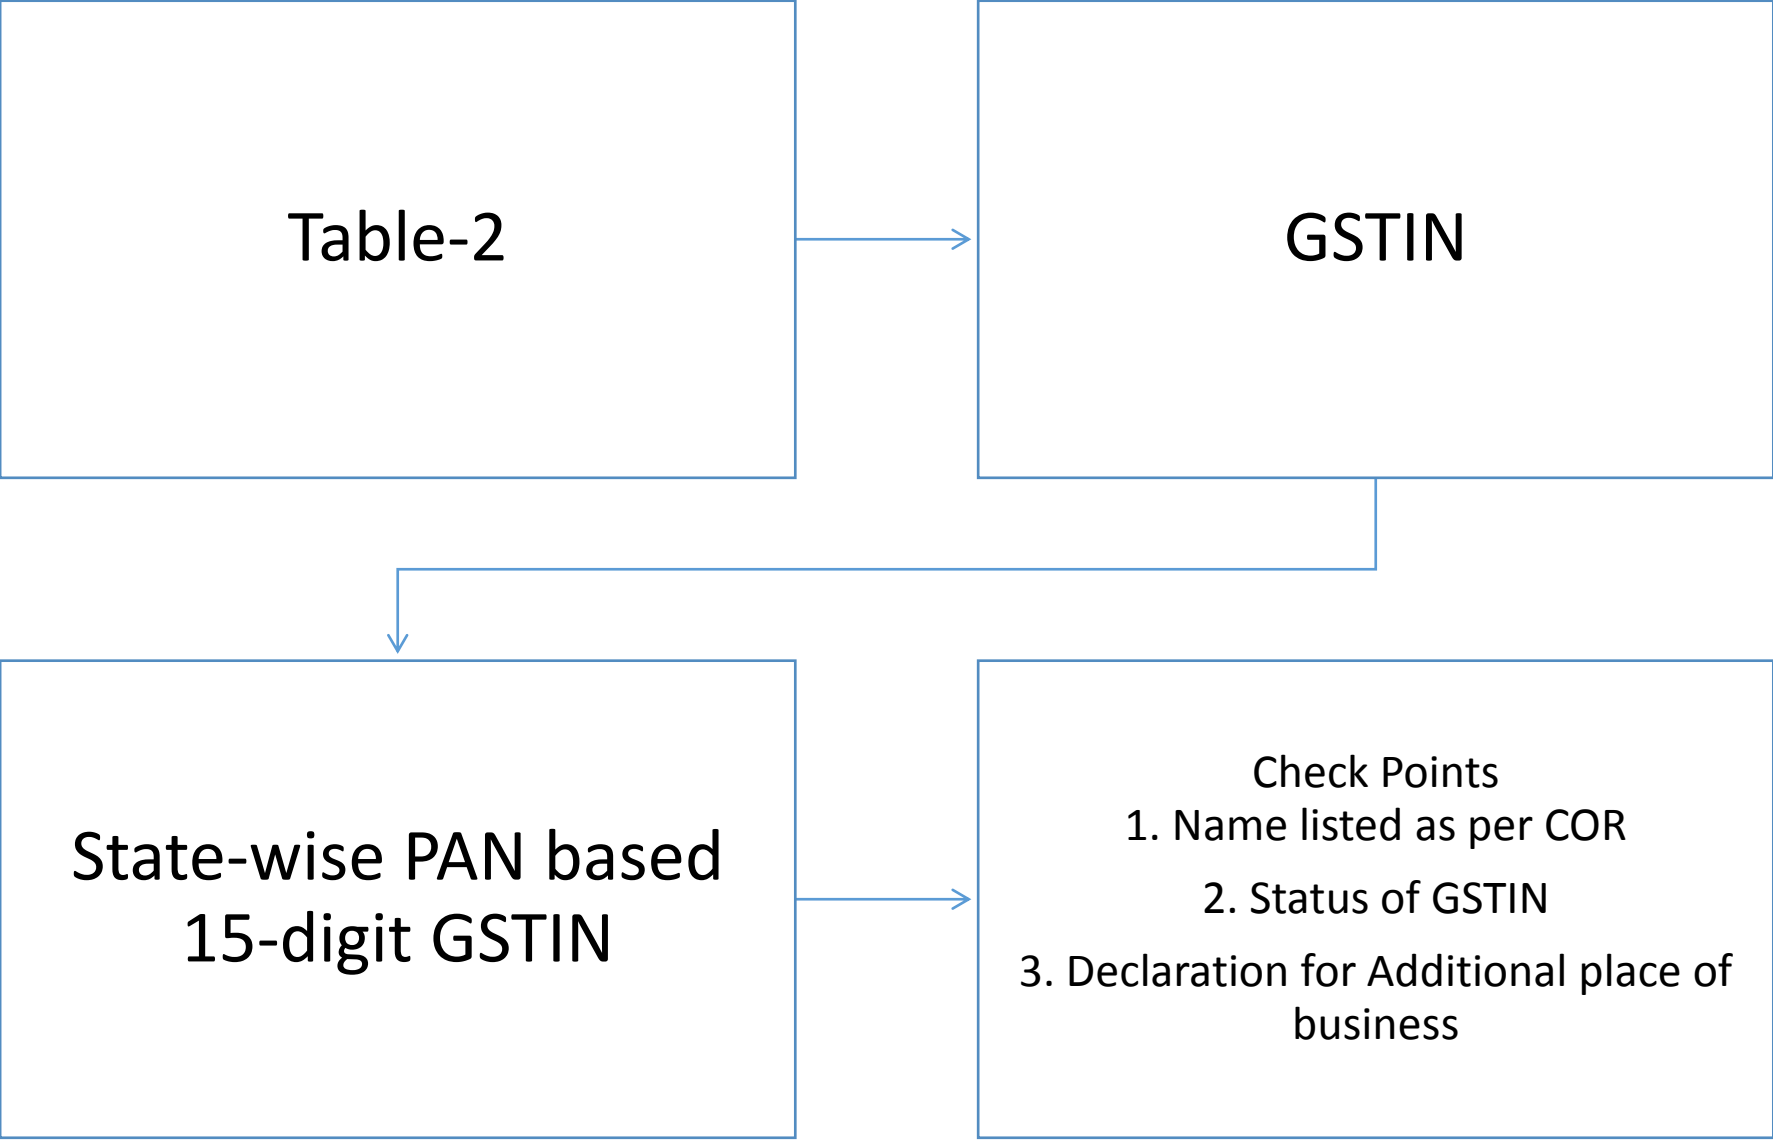 Table-2
GSTIN
State-wise PAN based
15-digit GSTIN
Check Points
1. Name listed as per COR
2. Status of GSTIN
3. Declaration for Additional place of
business